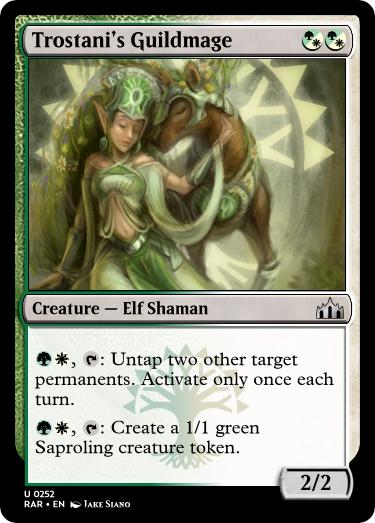 Trostani's Guildmage
Creature — Elf Shaman
, : Untap two other target
permanents. Activate only once each
turn.
, : Create a 1/1 green
Saproling creature token.
2/2
U 0252
RAR • EN Jake Siano